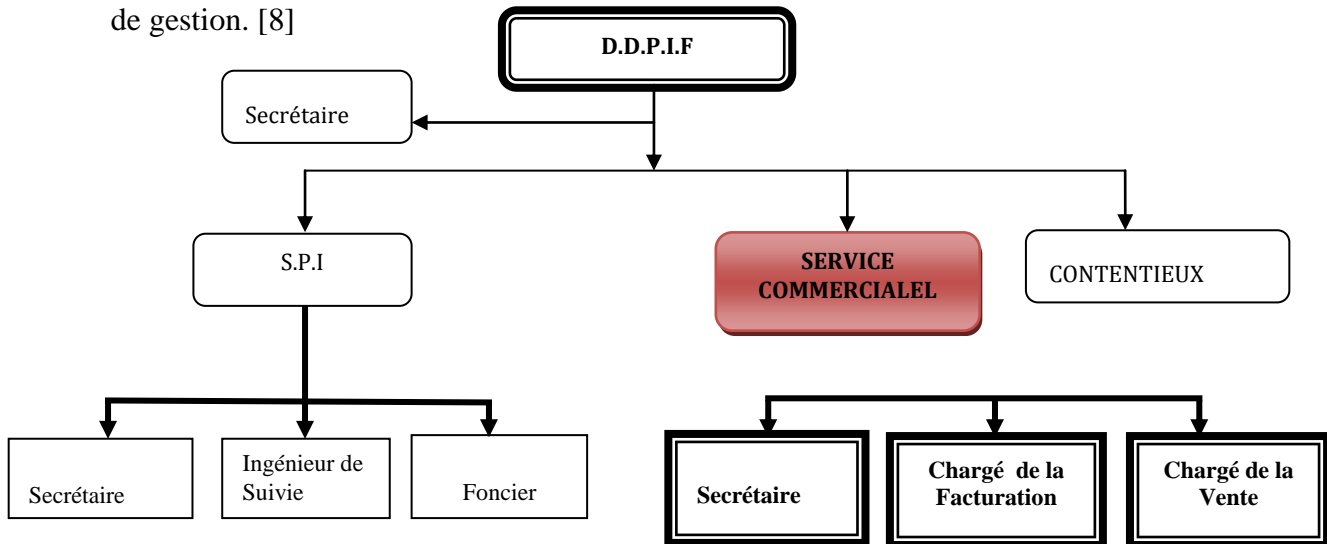 de gestion. [8]
D.D.P.I.F
Secrétaire
S.P.I
SERVICE
COMMERCIALEL
CONTENTIEUX
Secrétaire
Ingénieur de
Suivie
Foncier
Secrétaire
Chargé de la
Facturation
Chargé de la
Vente